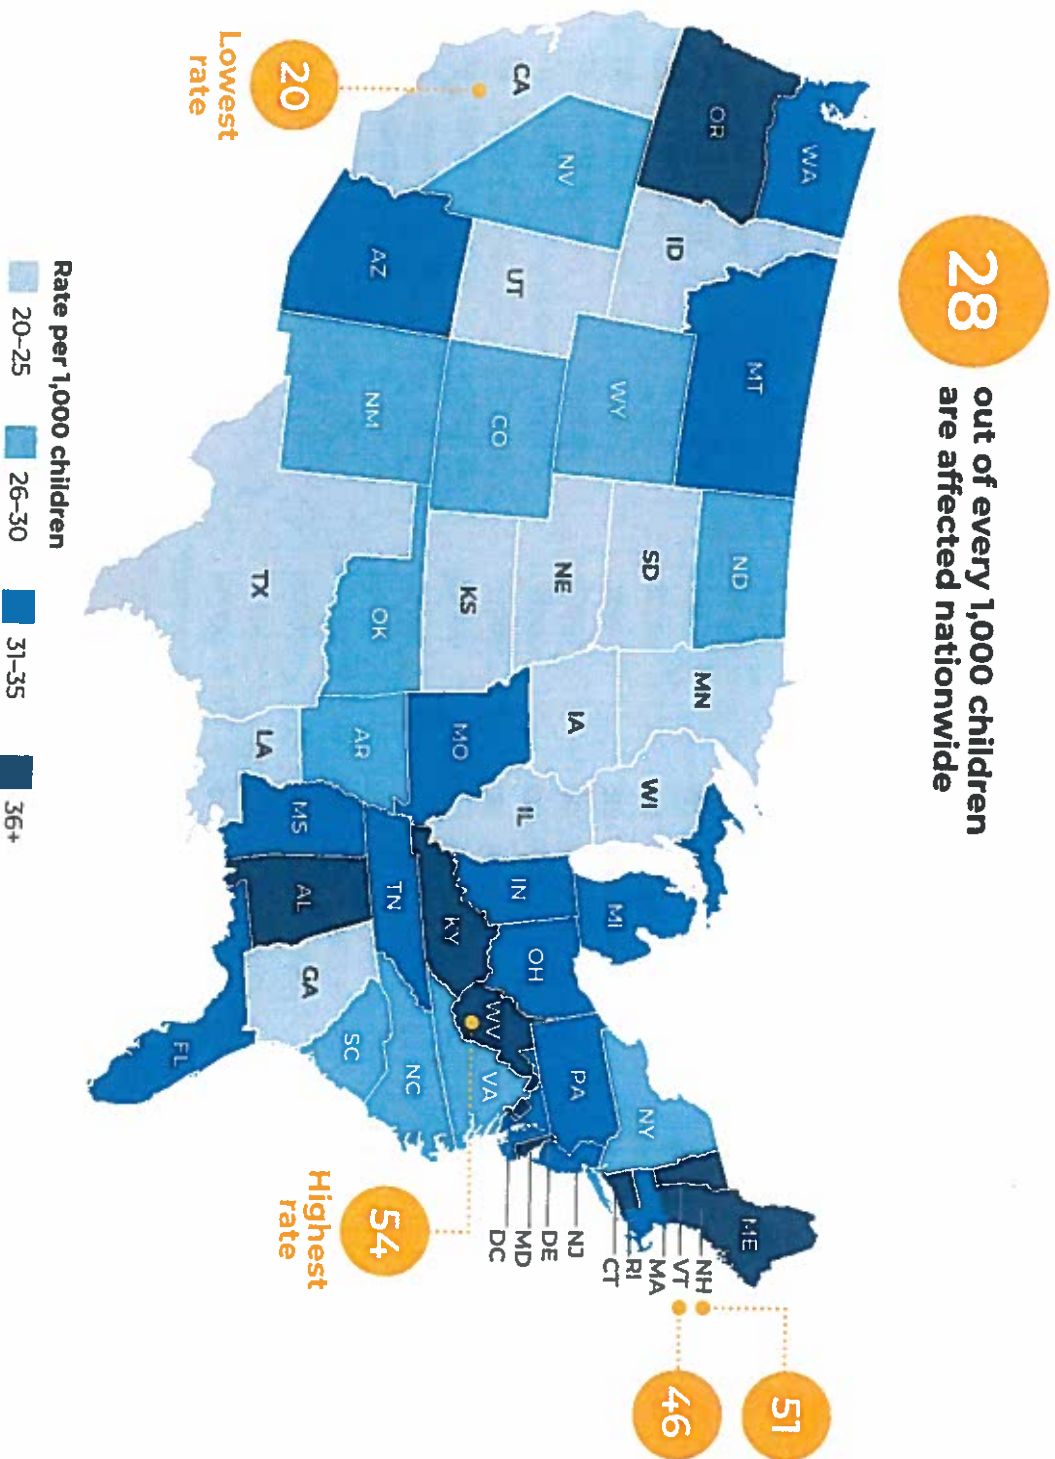 28
out of every 1,000 children
are affected nationwide
WA
OR
CA
NV
ID
MT
WY
UT
AZ
CO
NM
ND
SD
NE
KS
OK
TX
MN
IA
MO
AR
LA
WI
IL
MS
MI
IN
KY
TN
AL
OH
WV
GA
FL
PA
VA
NC
SC
NY
ME
NH
VT
MA
RI
CT
NJ
DE
MD
DC
51
46
54
Highest
rate
20
Lowest
rate
Rate per 1,000 children
20–25
26–30
31–35
36+